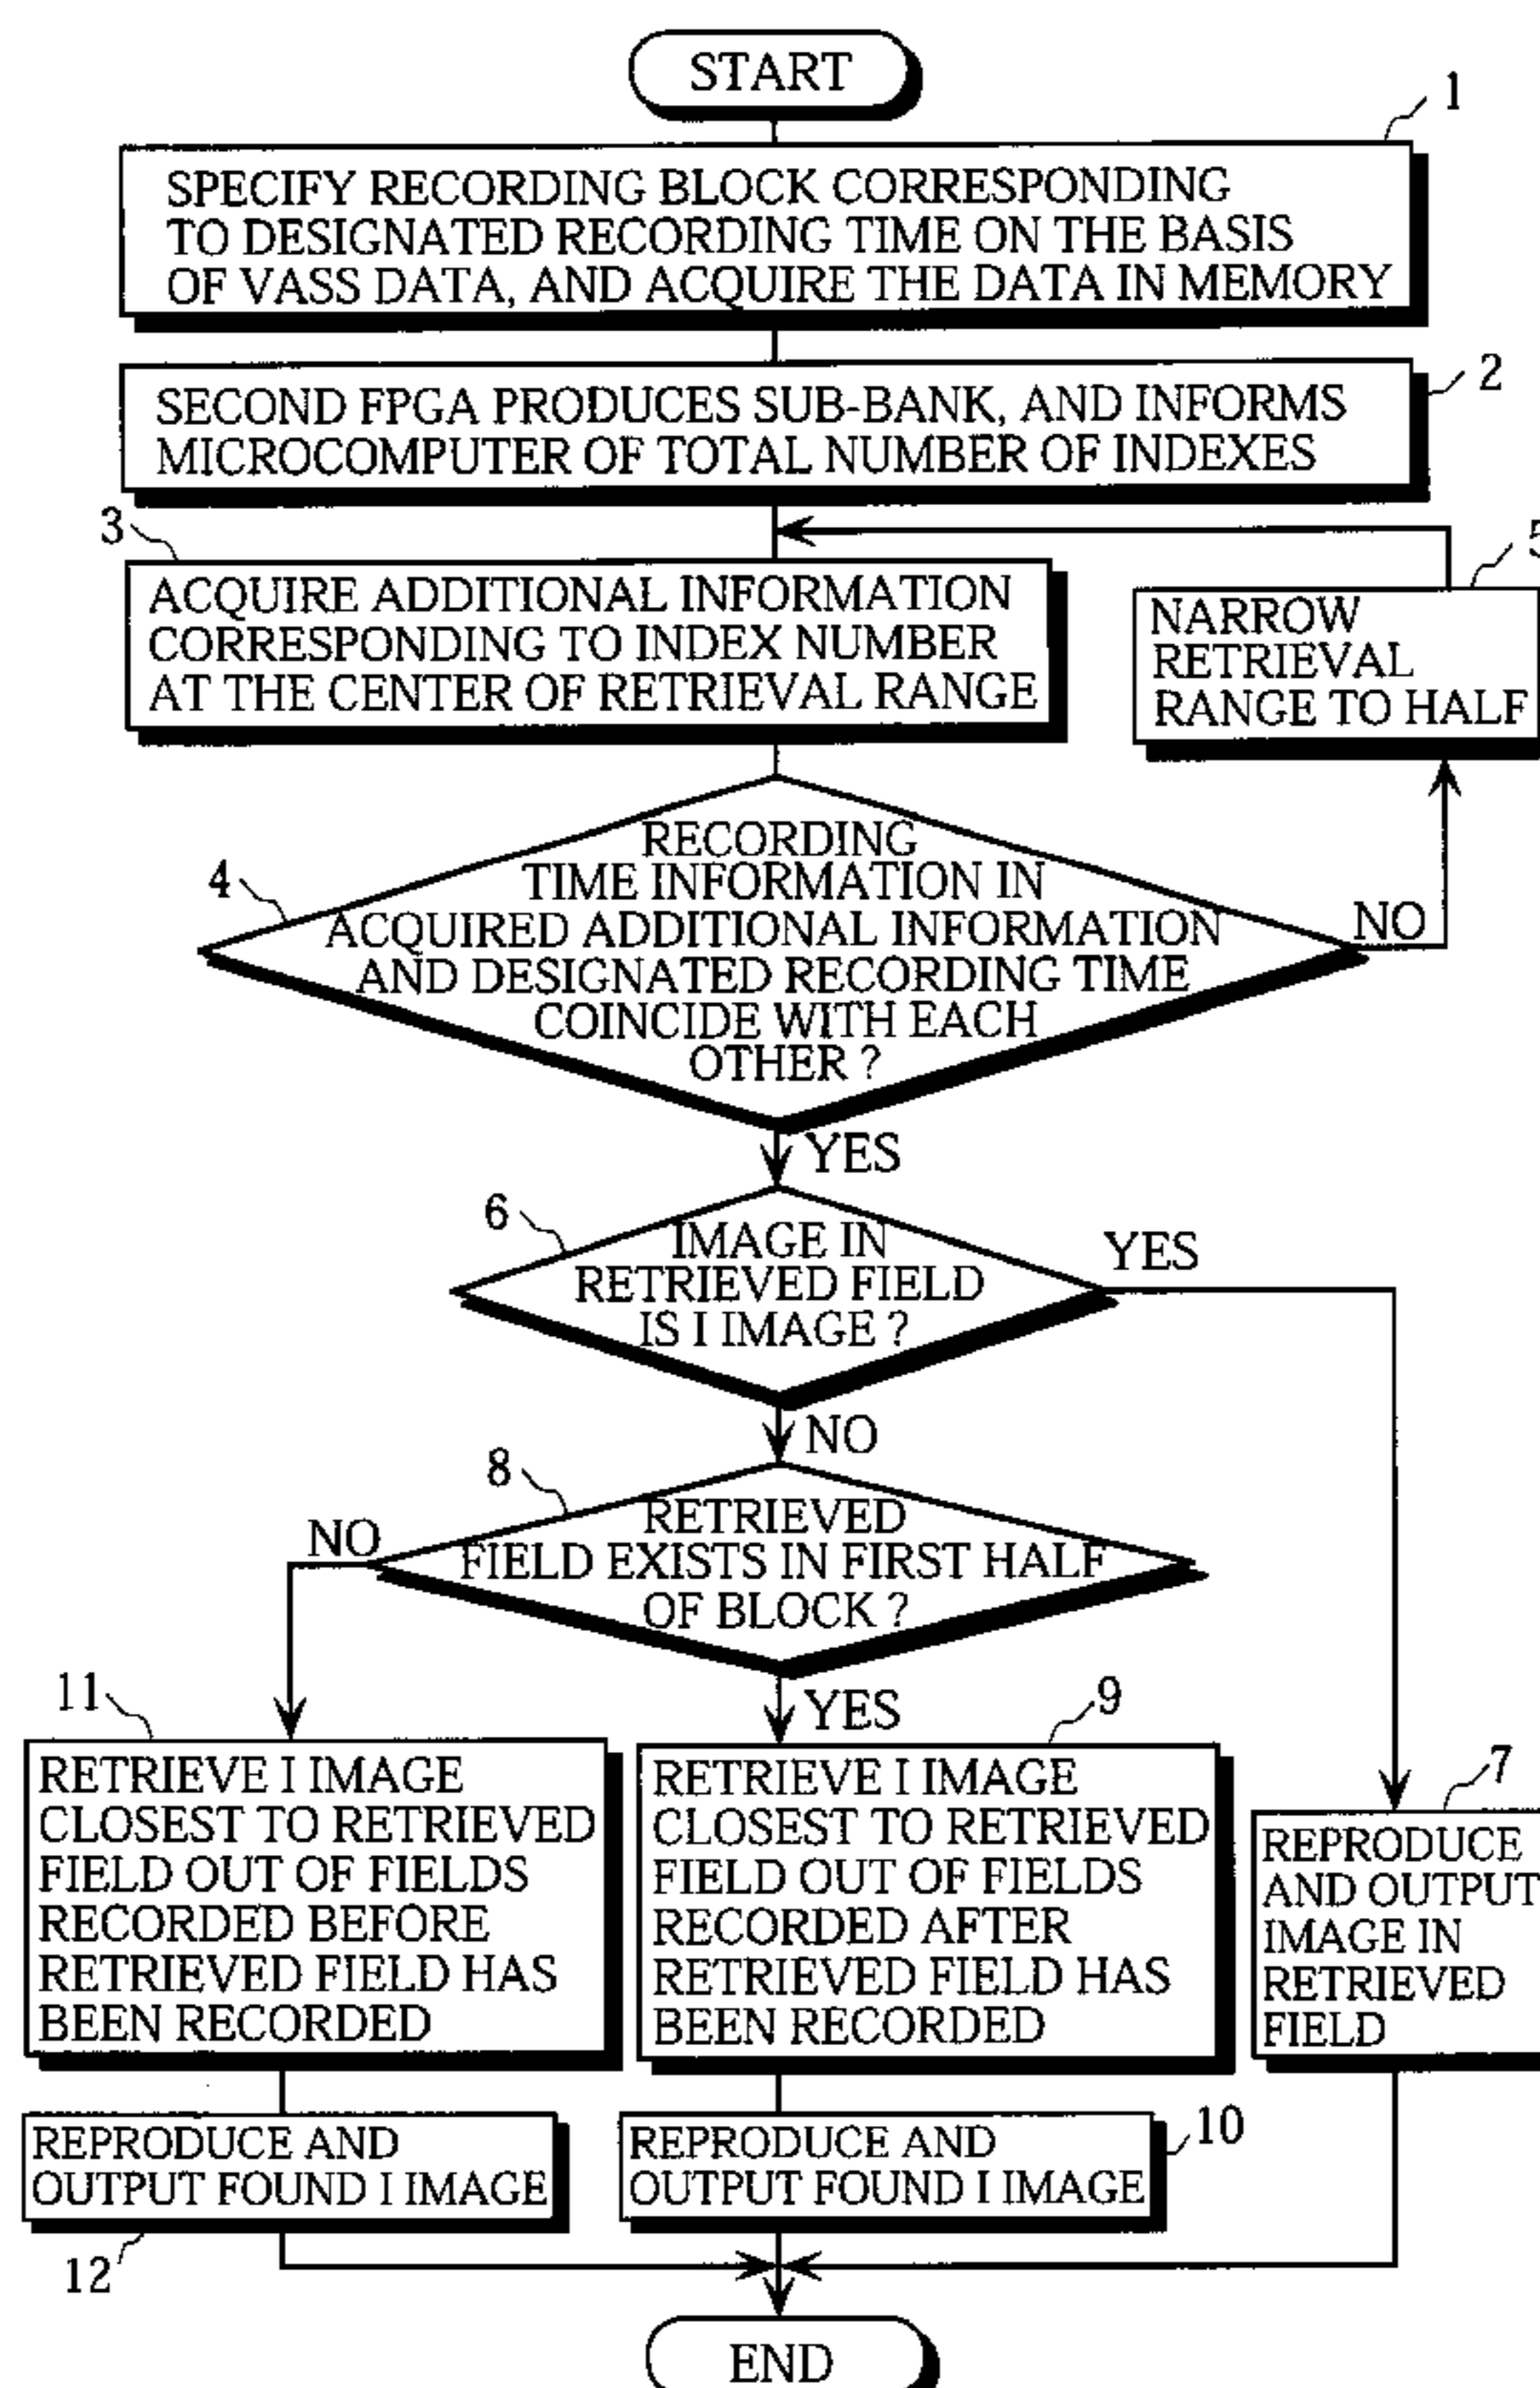 START
1
SPECIFY RECORDING BLOCK CORRESPONDING
TO DESIGNATED RECORDING TIME ON THE BASIS
OF VASS DATA, AND ACQUIRE THE DATA IN MEMORY
2
SECOND FPGA PRODUCES SUB-BANK, AND INFORMS
MICROCOMPUTER OF TOTAL NUMBER OF INDEXES
3
ACQUIRE ADDITIONAL INFORMATION
CORRESPONDING TO INDEX NUMBER
AT THE CENTER OF RETRIEVAL RANGE
5
NARROW
RETRIEVAL
RANGE TO HALF
4
RECORDING
TIME INFORMATION IN
ACQUIRED ADDITIONAL INFORMATION
AND DESIGNATED RECORDING TIME
COINCIDE WITH EACH
OTHER ?
NO
YES
6
IMAGE IN
RETRIEVED FIELD
IS I IMAGE ?
YES
NO
8
RETRIEVED
FIELD EXISTS IN FIRST HALF
OF BLOCK ?
NO
YES
11
RETRIEVE I IMAGE
CLOSEST TO RETRIEVED
FIELD OUT OF FIELDS
RECORDED BEFORE
RETRIEVED FIELD HAS
BEEN RECORDED
9
RETRIEVE I IMAGE
CLOSEST TO RETRIEVED
FIELD OUT OF FIELDS
RECORDED AFTER
RETRIEVED FIELD HAS
BEEN RECORDED
7
REPRODUCE
AND OUTPUT
IMAGE IN
RETRIEVED
FIELD
REPRODUCE AND
OUTPUT FOUND I IMAGE
12
REPRODUCE AND
OUTPUT FOUND I IMAGE
10
END